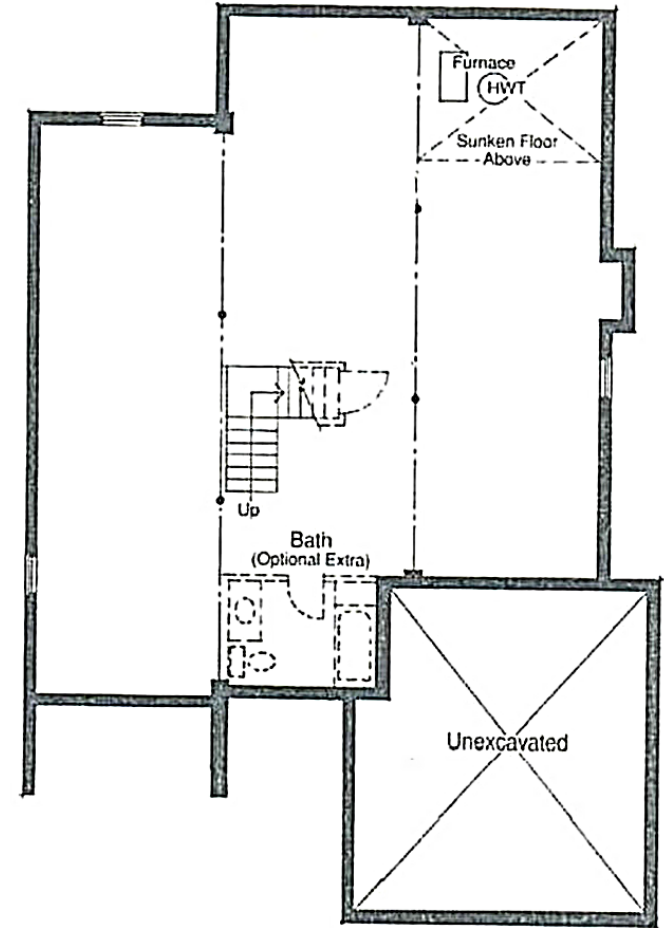 Furnace
HWT
Sunken Floor
Above
Up
Bath
(Optional Extra)
Unexcavated